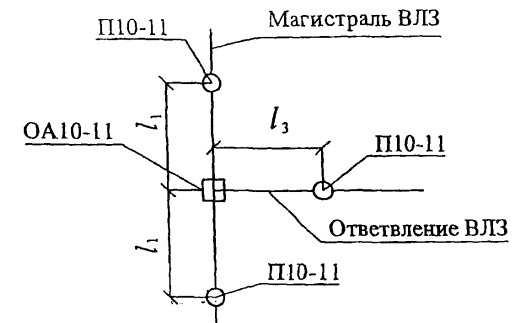 П10-11
Магистраль ВЛЗ
ОА10-11
l₁
l₃
П10-11
l₁
Ответвление ВЛЗ
П10-11